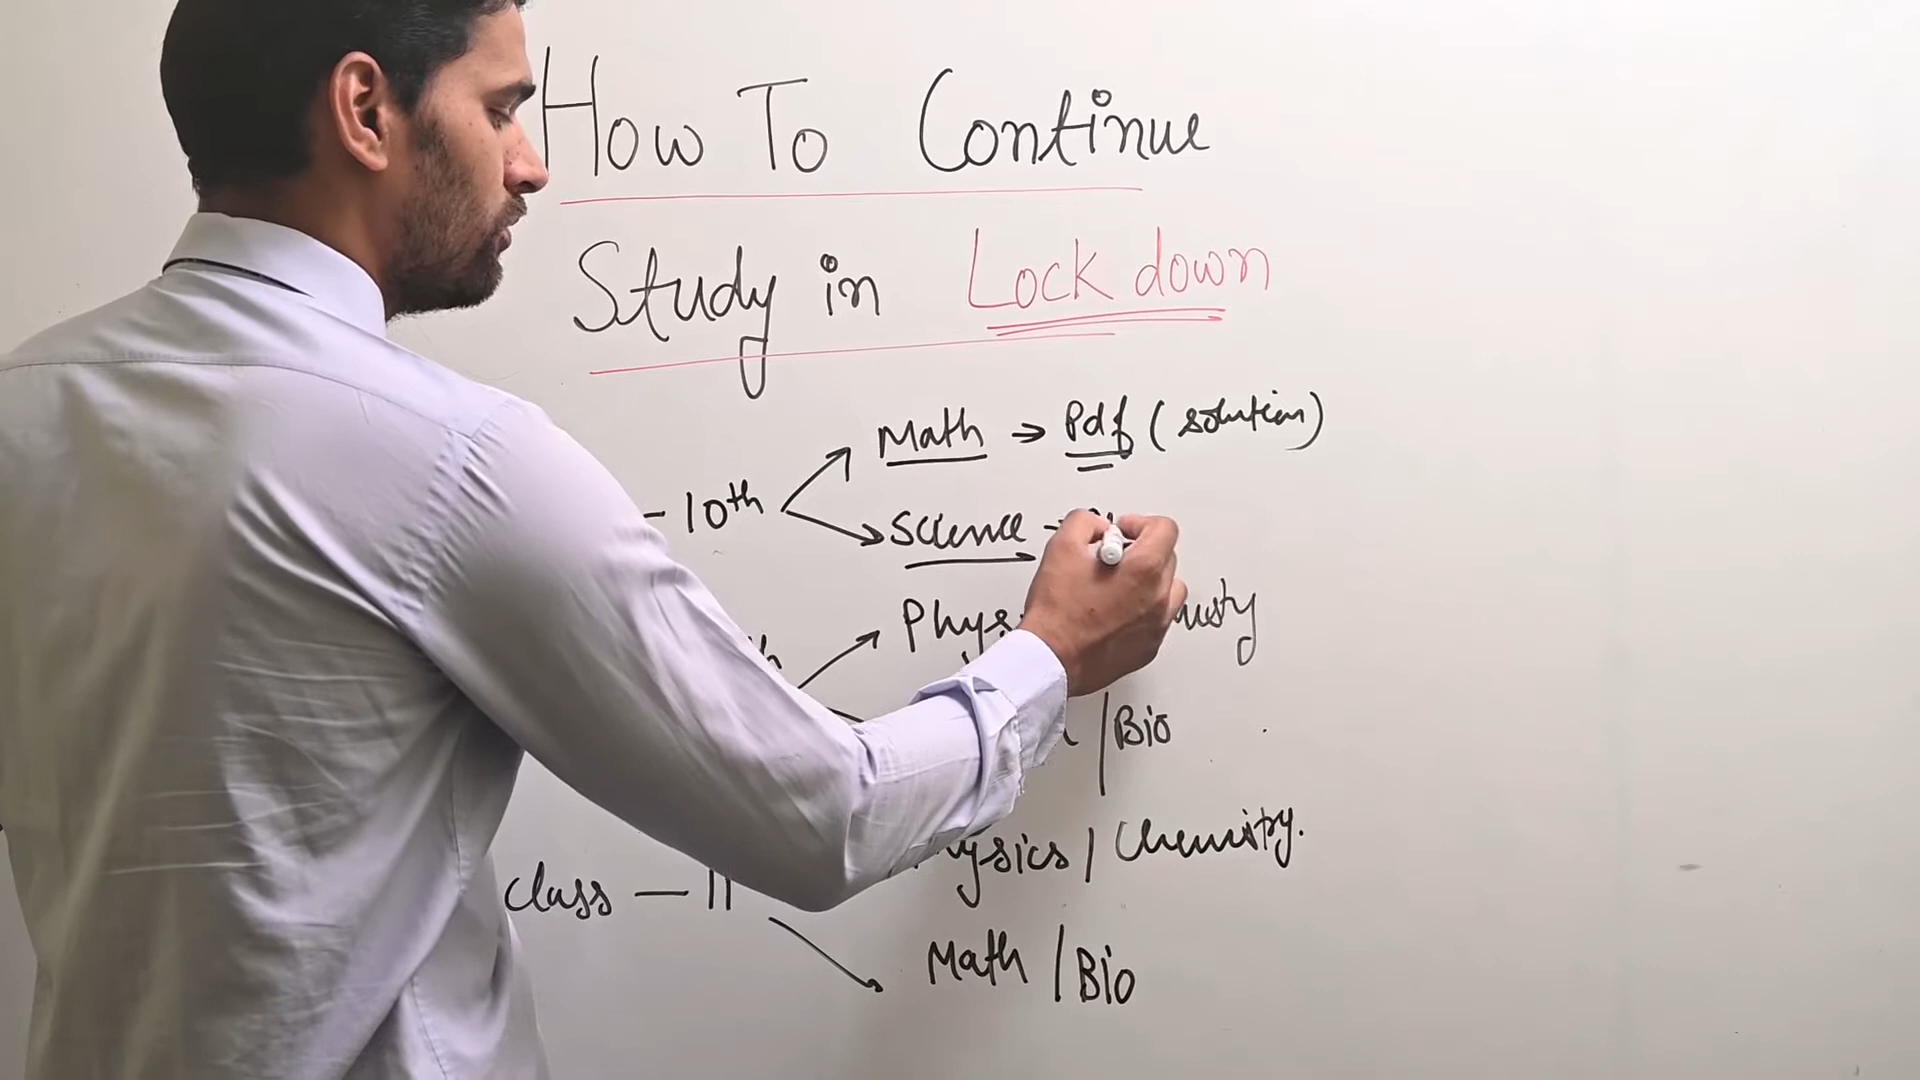 How To Continue
Study in Lock down
Math → Pdf (solution)
- 10th
Science →
Phys
/Bio
Physics / Chemistry.
class - 11
Math / Bio